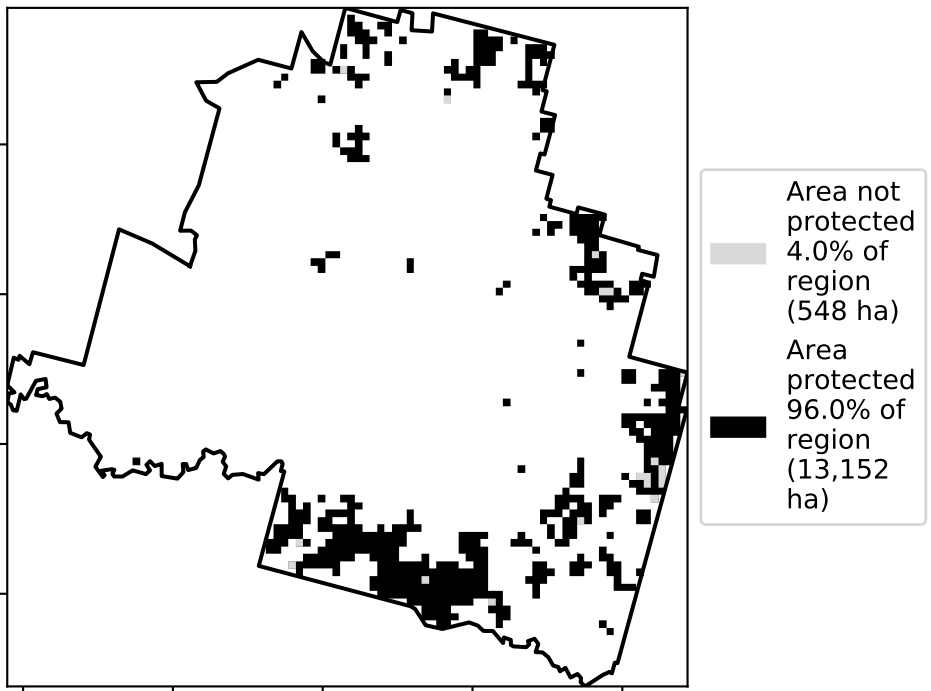 Area not
protected
4.0% of
region
(548 ha)
Area
protected
96.0% of
region
(13,152
ha)